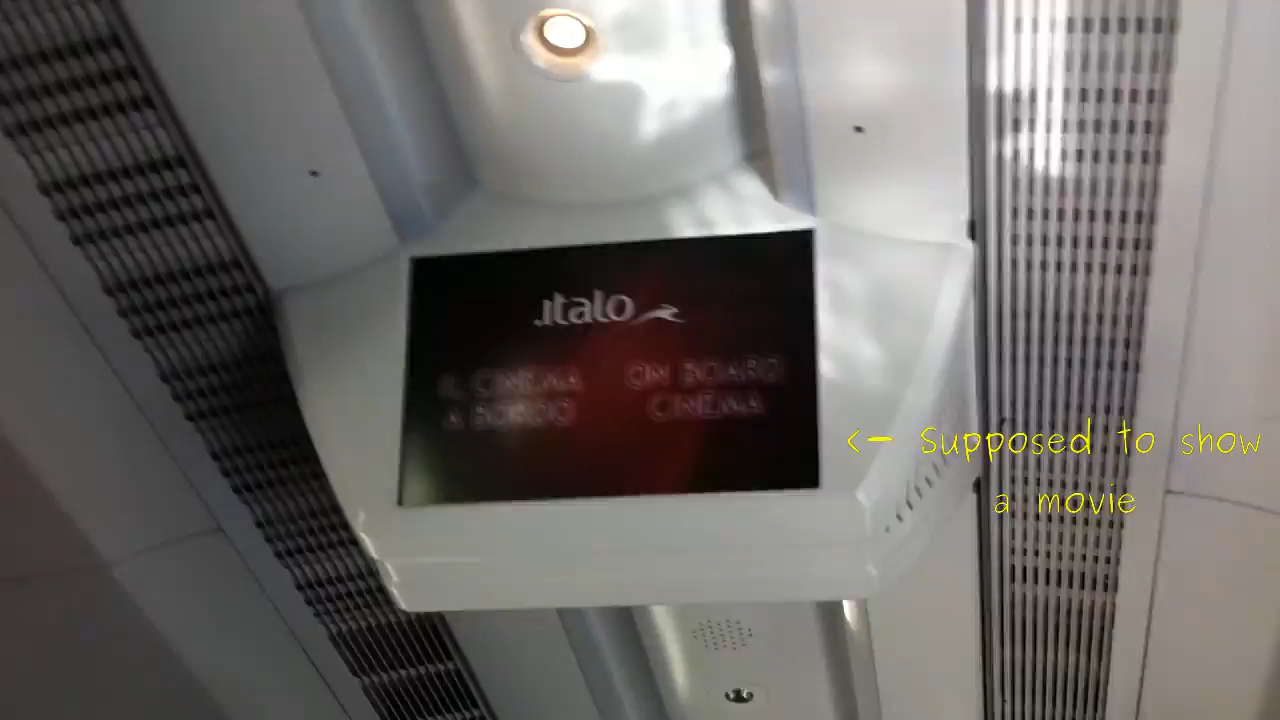 .italo
IL CINEMA
A BORDO
ON BOARD
CINEMA
<- Supposed to show
a movie